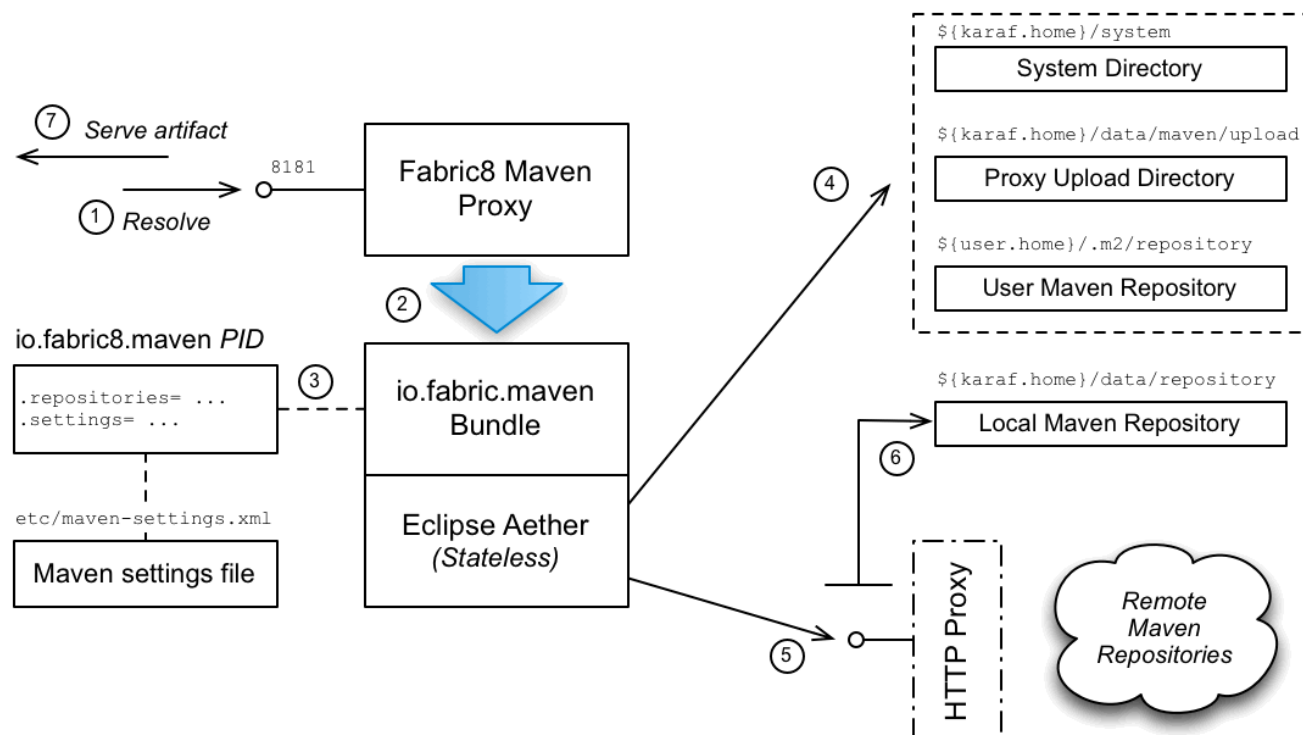 ${karaf.home}/system
System Directory
7
Serve artifact
8181
1
Resolve
Fabric8 Maven
Proxy
4
${karaf.home}/data/maven/upload
Proxy Upload Directory
${user.home}/.m2/repository
User Maven Repository
2
io.fabric8.maven PID
.repositories= ...
.settings= ...
3
io.fabric.maven
Bundle
${karaf.home}/data/repository
Local Maven Repository
6
etc/maven-settings.xml
Maven settings file
Eclipse Aether
(Stateless)
5
HTTP Proxy
Remote
Maven
Repositories